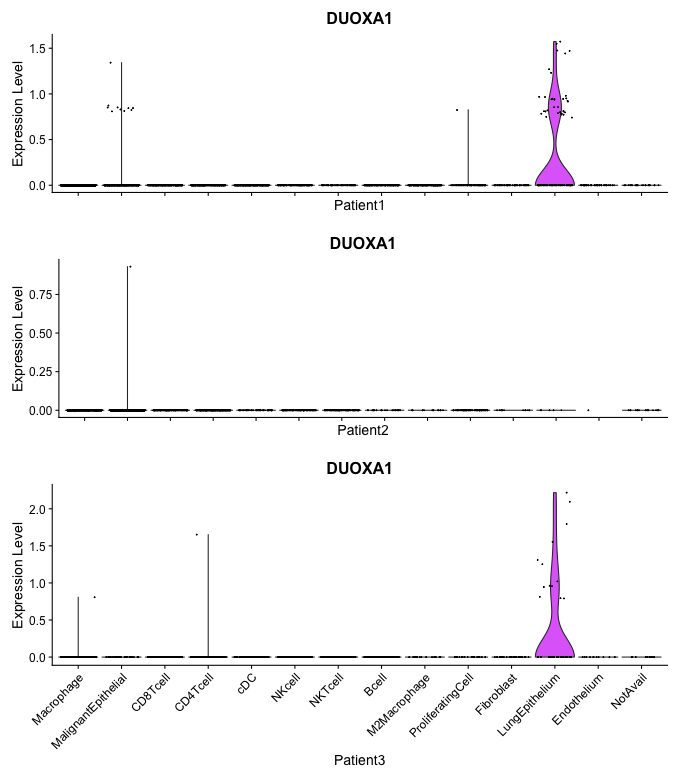 DUOXA1
Expression Level
1.5
1.0
0.5
0.0
Patient1
DUOXA1
Expression Level
0.75
0.50
0.25
0.00
Patient2
DUOXA1
Expression Level
2.0
1.5
1.0
0.5
0.0
Macrophage
MalignantEpithelial
CD8Tcell
CD4Tcell
cDC
NKcell
NKTcell
Bcell
M2Macrophage
ProliferatingCell
Fibroblast
LungEpithelium
Endothelium
NotAvail
Patient3